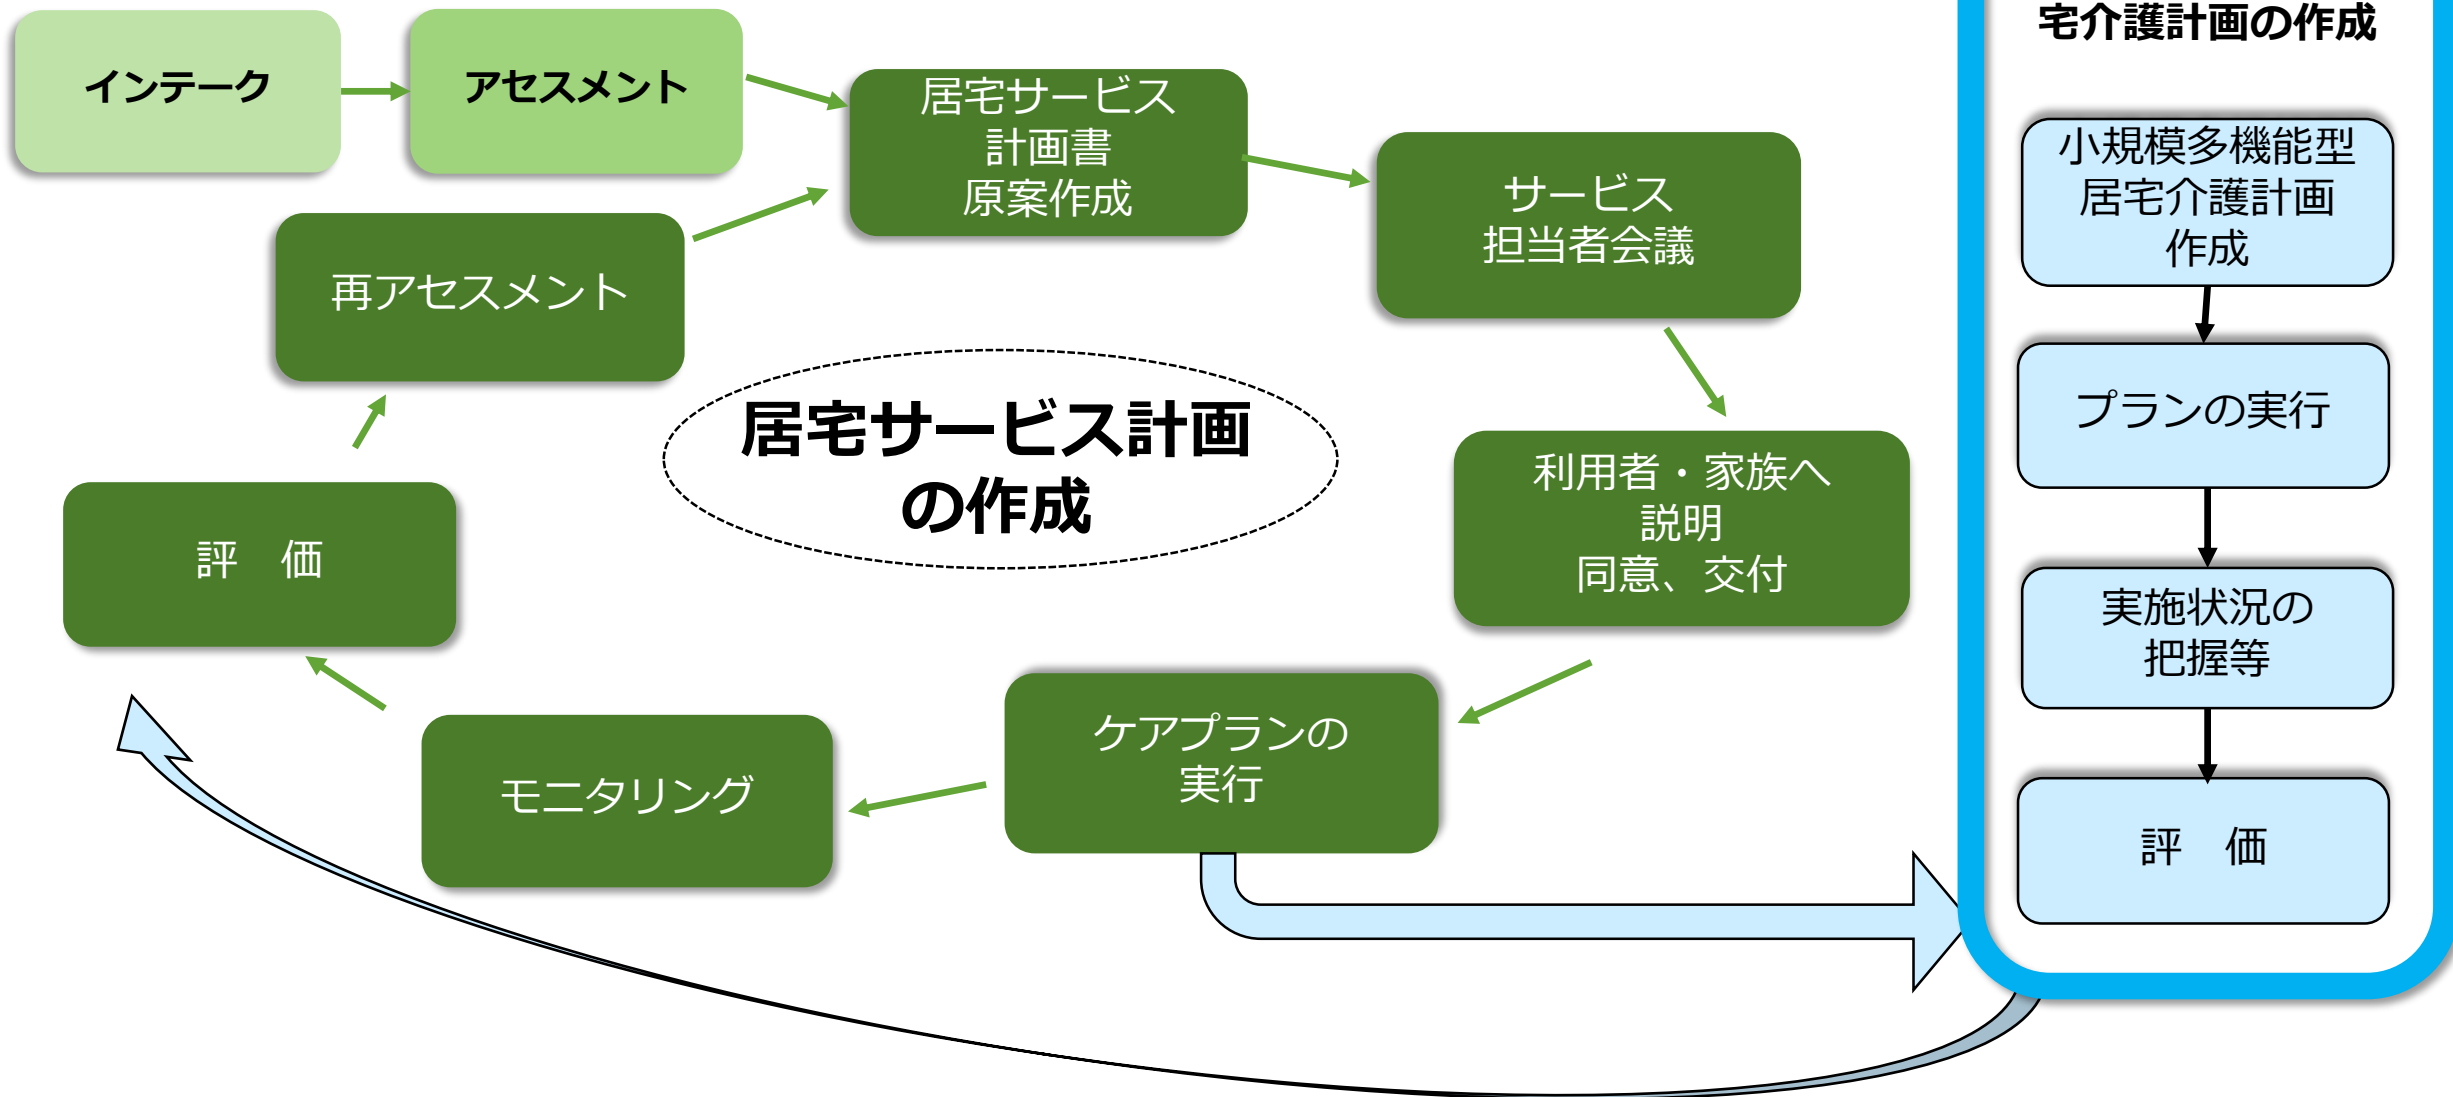 インテーク
アセスメント
居宅サービス
計画書
原案作成
サービス
担当者会議
再アセスメント
居宅サービス計画
の作成
利用者・家族へ
説明
同意、交付
評　価
ケアプランの
実行
モニタリング
宅介護計画の作成
小規模多機能型
居宅介護計画
作成
プランの実行
実施状況の
把握等
評　価